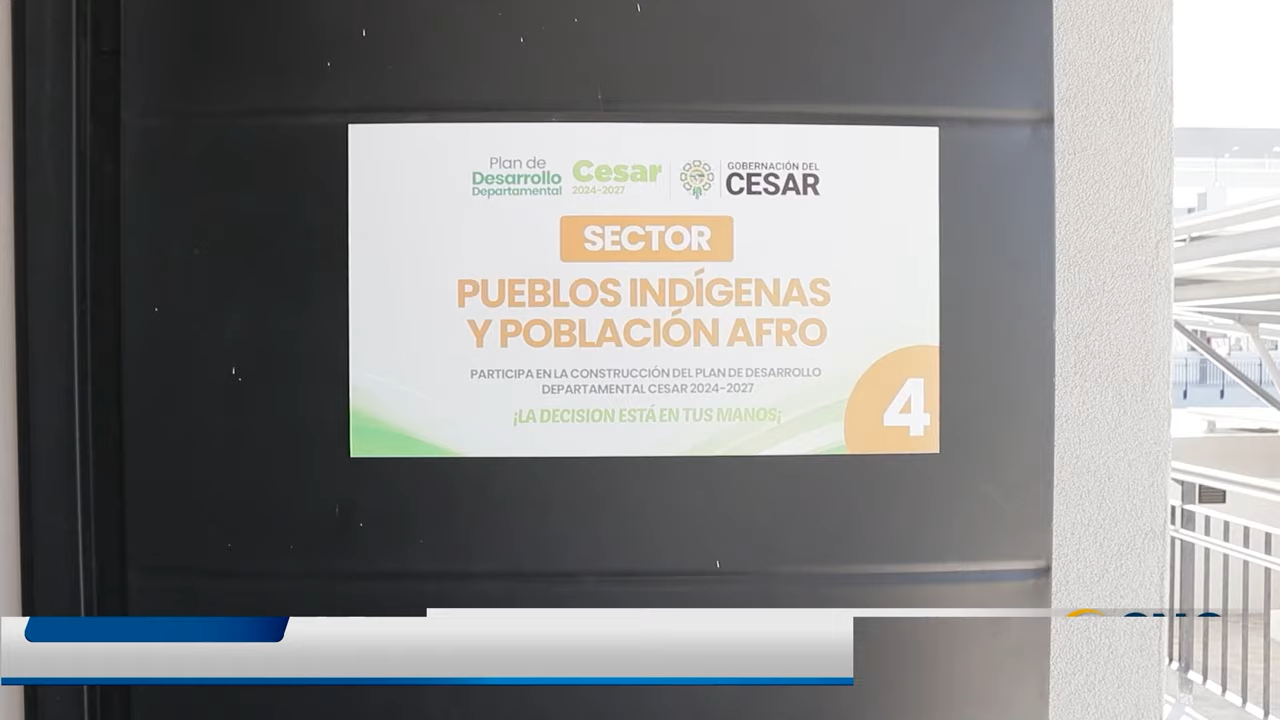 Plan de
Desarrollo
Departamental
Cesar
2024-2027
GOBERNACIÓN DEL
CESAR
SECTOR
PUEBLOS INDÍGENAS
Y POBLACIÓN AFRO
PARTICIPA EN LA CONSTRUCCIÓN DEL PLAN DE DESARROLLO
DEPARTAMENTAL CESAR 2024-2027
¡LA DECISION ESTÁ EN TUS MANOS¡
4